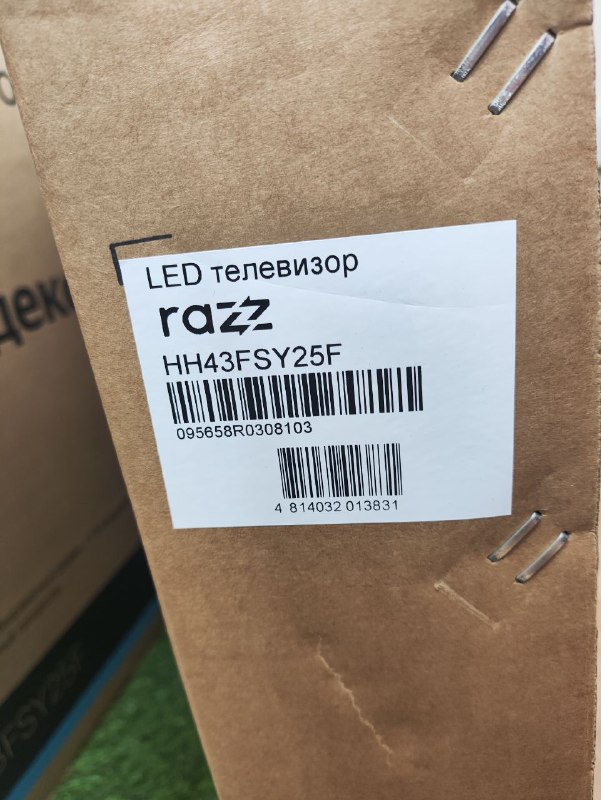 LED телевизор
razz
HH43FSY25F
095658R0308103
4 814032 013831